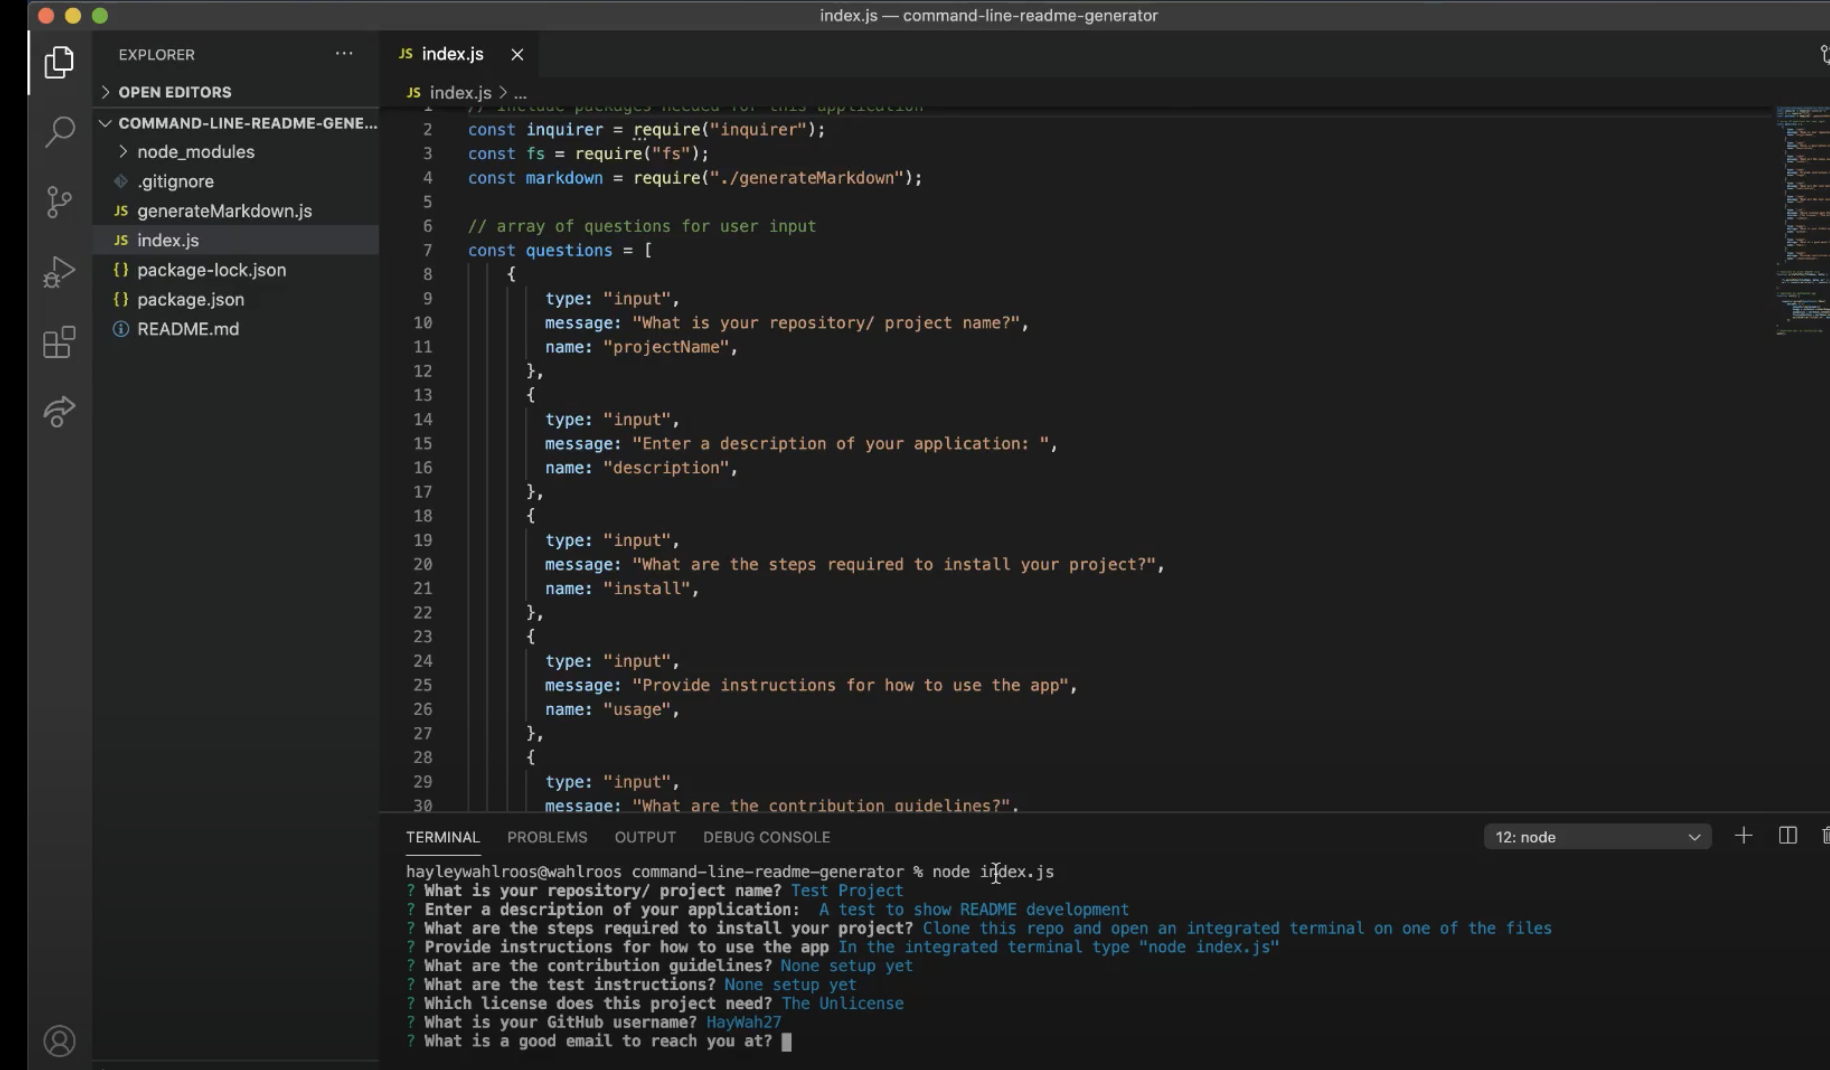 index.js — command-line-readme-generator
EXPLORER
OPEN EDITORS
COMMAND-LINE-README-GENE...
node_modules
.gitignore
JS generateMarkdown.js
JS index.js
{} package-lock.json
{} package.json
README.md
JS index.js
JS index.js > ...
1 // Include packages needed for this application
2 const inquirer = require("inquirer");
3 const fs = require("fs");
4 const markdown = require("./generateMarkdown");
5
6 // array of questions for user input
7 const questions = [
8 {
9 type: "input",
10 message: "What is your repository/ project name?",
11 name: "projectName",
12 },
13 {
14 type: "input",
15 message: "Enter a description of your application: ",
16 name: "description",
17 },
18 {
19 type: "input",
20 message: "What are the steps required to install your project?",
21 name: "install",
22 },
23 {
24 type: "input",
25 message: "Provide instructions for how to use the app",
26 name: "usage",
27 },
28 {
29 type: "input",
30 message: "What are the contribution guidelines?",
TERMINAL PROBLEMS OUTPUT DEBUG CONSOLE
12: node
hayleywahlroos@wahlroos command-line-readme-generator % node index.js
? What is your repository/ project name? Test Project
? Enter a description of your application: A test to show README development
? What are the steps required to install your project? Clone this repo and open an integrated terminal on one of the files
? Provide instructions for how to use the app In the integrated terminal type "node index.js"
? What are the contribution guidelines? None setup yet
? What are the test instructions? None setup yet
? Which license does this project need? The Unlicense
? What is your GitHub username? HayWah27
? What is a good email to reach you at?